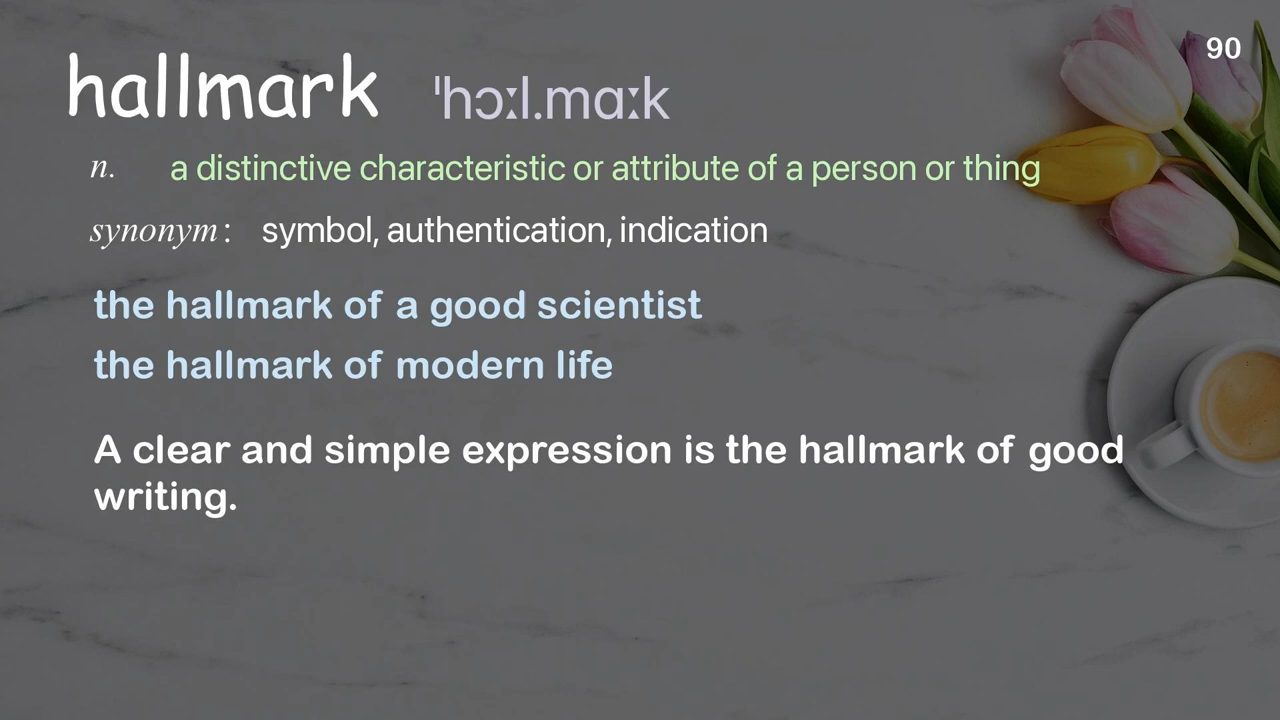 90
hallmark ˈhɔːl.mɑːk
n. a distinctive characteristic or attribute of a person or thing
synonym : symbol, authentication, indication
the hallmark of a good scientist
the hallmark of modern life
A clear and simple expression is the hallmark of good
writing.